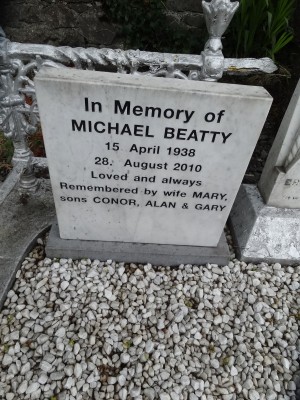 In Memory of
MICHAEL BEATTY
15 April 1938
28. August 2010
Loved and always
Remembered by wife MARY,
sons CONOR, ALAN & GARY